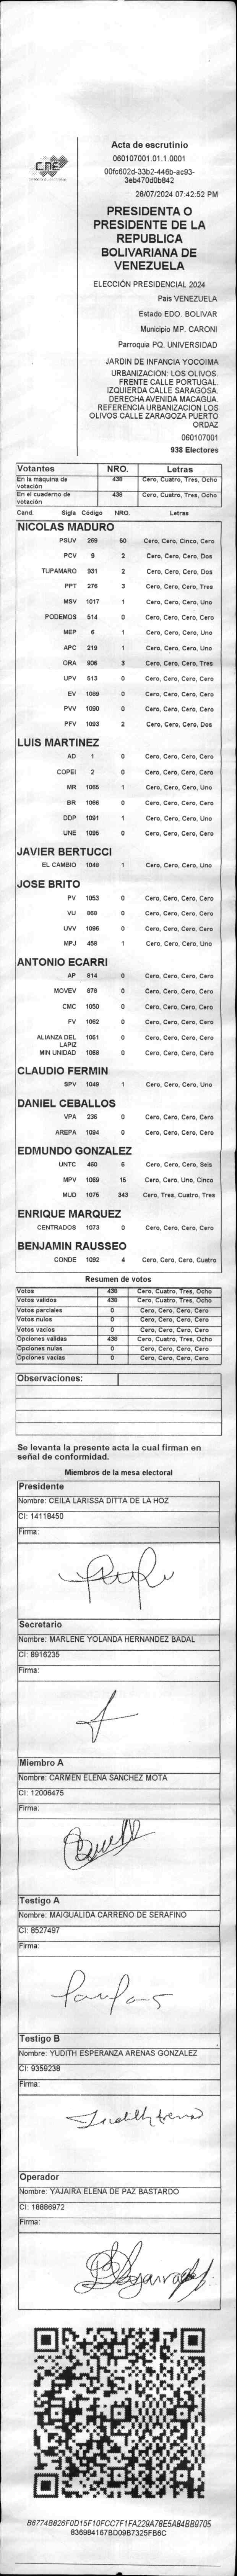 CNE
Acta de escrutinio
060107001.01.1.0001
00fc602d-33b2-446b-ac93-
3eb470d0b842
28/07/2024 07:42:52 PM
PRESIDENTA O
PRESIDENTE DE LA
REPUBLICA
BOLIVARIANA DE
VENEZUELA
ELECCIÓN PRESIDENCIAL 2024
Pais VENEZUELA
Estado EDO. BOLIVAR
Municipio MP. CARONI
Parroquia PQ. UNIVERSIDAD
JARDIN DE INFANCIA YOCOIMA
URBANIZACION: LOS OLIVOS.
FRENTE CALLE PORTUGAL.
IZQUIERDA CALLE SARAGOSA.
DERECHA AVENIDA MACAGUA.
REFERENCIA URBANIZACION LOS
OLIVOS CALLE ZARAGOZA PUERTO
ORDAZ
060107001
938 Electores
Votantes NRO. Letras
En la máquina de votación 438 Cero, Cuatro, Tres, Ocho
En el cuaderno de votación 438 Cero, Cuatro, Tres, Ocho
Cand. Sigla Código NRO. Letras
NICOLAS MADURO
PSUV 269 50 Cero, Cero, Cinco, Cero
PCV 9 2 Cero, Cero, Cero, Dos
TUPAMARO 931 2 Cero, Cero, Cero, Dos
PPT 276 3 Cero, Cero, Cero, Tres
MSV 1017 1 Cero, Cero, Cero, Uno
PODEMOS 514 0 Cero, Cero, Cero, Cero
MEP 6 1 Cero, Cero, Cero, Uno
APC 219 1 Cero, Cero, Cero, Uno
ORA 906 3 Cero, Cero, Cero, Tres
UPV 513 0 Cero, Cero, Cero, Cero
EV 1089 0 Cero, Cero, Cero, Cero
PVV 1090 0 Cero, Cero, Cero, Cero
PFV 1093 2 Cero, Cero, Cero, Dos
LUIS MARTINEZ
AD 1 0 Cero, Cero, Cero, Cero
COPEI 2 0 Cero, Cero, Cero, Cero
MR 1065 1 Cero, Cero, Cero, Uno
BR 1066 0 Cero, Cero, Cero, Cero
DDP 1091 1 Cero, Cero, Cero, Uno
UNE 1095 0 Cero, Cero, Cero, Cero
JAVIER BERTUCCI
EL CAMBIO 1048 1 Cero, Cero, Cero, Uno
JOSE BRITO
PV 1053 0 Cero, Cero, Cero, Cero
VU 868 0 Cero, Cero, Cero, Cero
UVV 1096 0 Cero, Cero, Cero, Cero
MPJ 458 1 Cero, Cero, Cero, Uno
ANTONIO ECARRI
AP 814 0 Cero, Cero, Cero, Cero
MOVEV 878 0 Cero, Cero, Cero, Cero
CMC 1050 0 Cero, Cero, Cero, Cero
FV 1062 0 Cero, Cero, Cero, Cero
ALIANZA DEL LAPIZ 1061 0 Cero, Cero, Cero, Cero
MIN UNIDAD 1088 0 Cero, Cero, Cero, Cero
CLAUDIO FERMIN
SPV 1049 1 Cero, Cero, Cero, Uno
DANIEL CEBALLOS
VPA 236 0 Cero, Cero, Cero, Cero
AREPA 1094 0 Cero, Cero, Cero, Cero
EDMUNDO GONZALEZ
UNTC 460 6 Cero, Cero, Cero, Seis
MPV 1069 15 Cero, Cero, Uno, Cinco
MUD 1075 343 Cero, Tres, Cuatro, Tres
ENRIQUE MARQUEZ
CENTRADOS 1073 0 Cero, Cero, Cero, Cero
BENJAMIN RAUSSEO
CONDE 1092 4 Cero, Cero, Cero, Cuatro
Resumen de votos
Votos 438 Cero, Cuatro, Tres, Ocho
Votos validos 438 Cero, Cuatro, Tres, Ocho
Votos parciales 0 Cero, Cero, Cero, Cero
Votos nulos 0 Cero, Cero, Cero, Cero
Votos vacios 0 Cero, Cero, Cero, Cero
Opciones validas 438 Cero, Cuatro, Tres, Ocho
Opciones nulas 0 Cero, Cero, Cero, Cero
Opciones vacias 0 Cero, Cero, Cero, Cero
Observaciones:
Se levanta la presente acta la cual firman en
señal de conformidad.
Miembros de la mesa electoral
Presidente
Nombre: CEILA LARISSA DITTA DE LA HOZ
CI: 14118450
Firma:
Secretario
Nombre: MARLENE YOLANDA HERNANDEZ BADAL
CI: 8916235
Firma:
Miembro A
Nombre: CARMEN ELENA SANCHEZ MOTA
CI: 12006475
Firma:
Testigo A
Nombre: MAIGUALIDA CARREÑO DE SERAFINO
CI: 8527497
Firma:
Testigo B
Nombre: YUDITH ESPERANZA ARENAS GONZALEZ
CI: 9359238
Firma:
Operador
Nombre: YAJAIRA ELENA DE PAZ BASTARDO
CI: 18886972
Firma:
B6774B826F0D15F10FCC7F1FA229A78E5A84BB9705
836984167BD09B7325FB6C